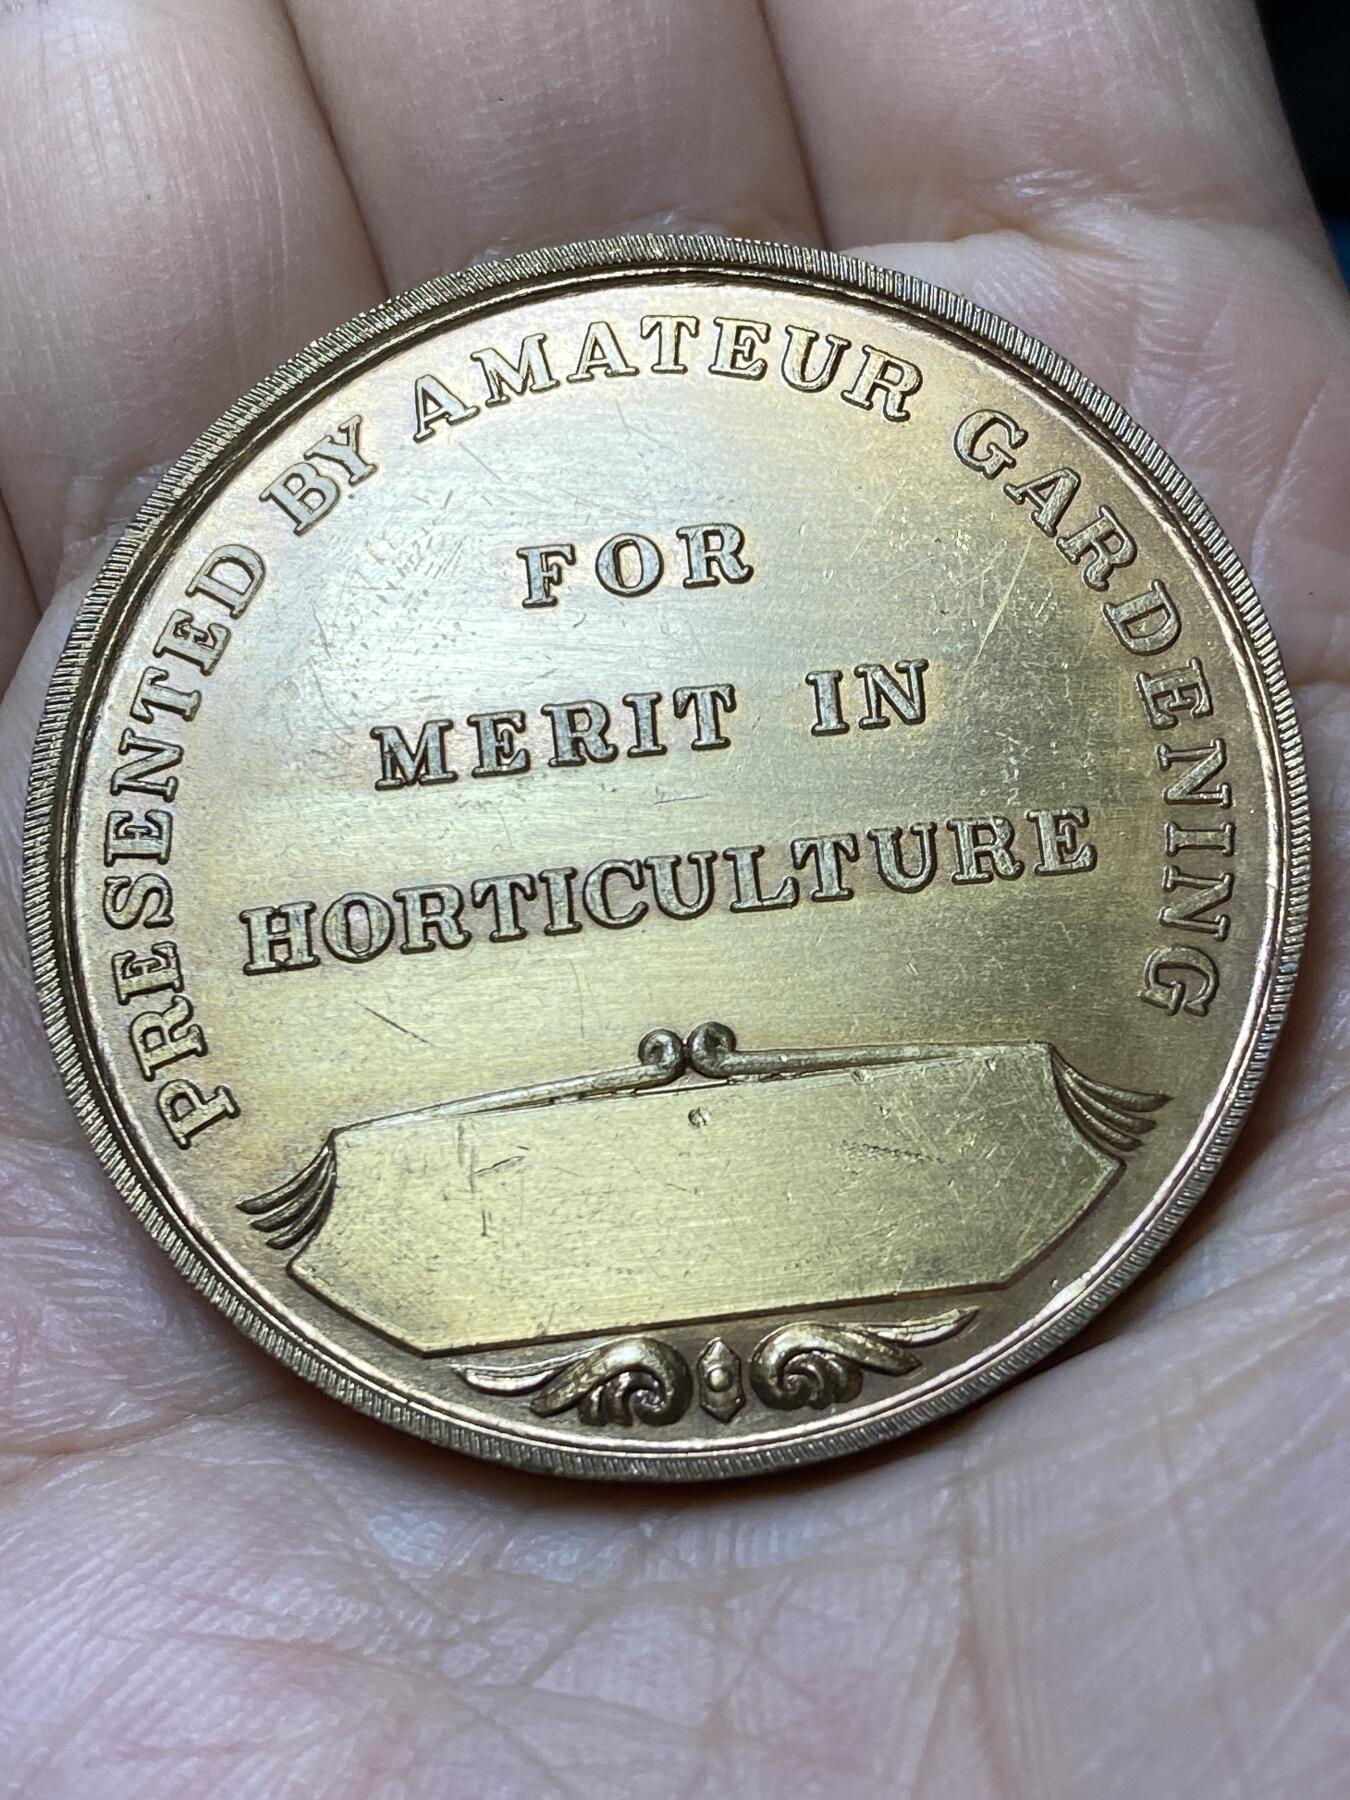 PRESENTED BY AMATEUR GARDENING
FOR
MERIT IN
HORTICULTURE